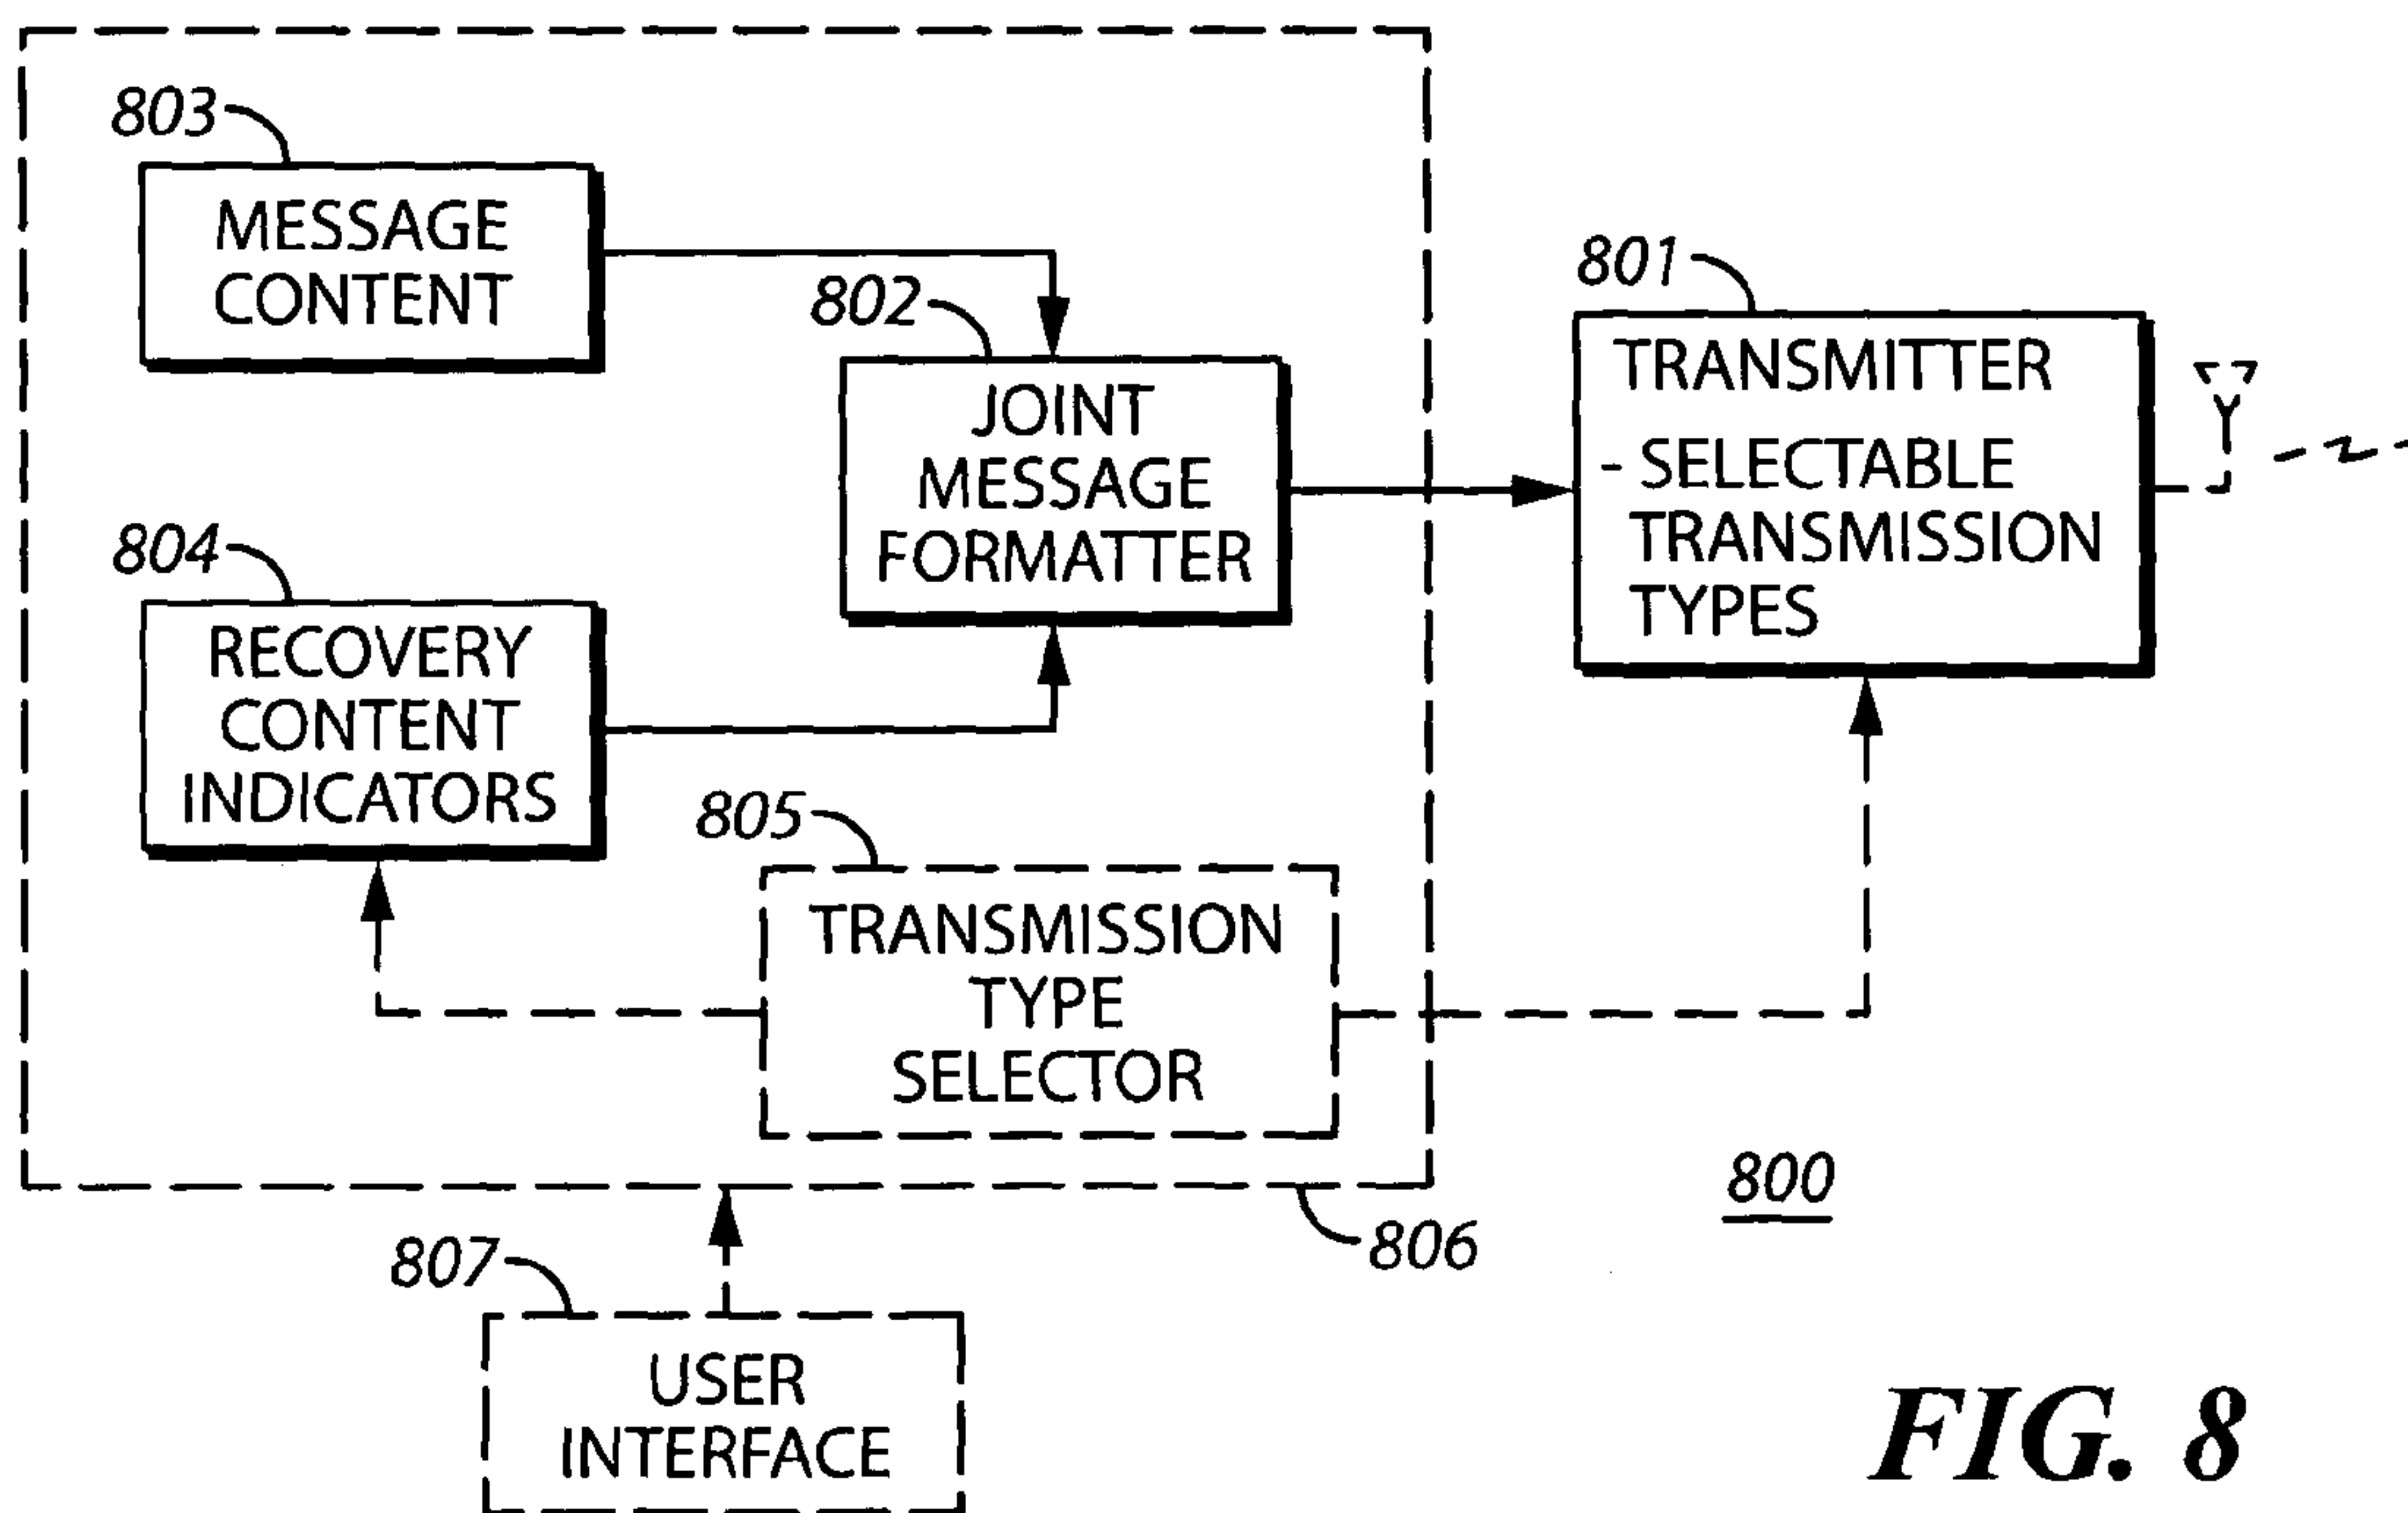 803
MESSAGE
CONTENT
802
JOINT
MESSAGE
FORMATTER
801
TRANSMITTER
- SELECTABLE
TRANSMISSION
TYPES
804
RECOVERY
CONTENT
INDICATORS
805
TRANSMISSION
TYPE
SELECTOR
800
806
807
USER
INTERFACE
FIG. 8